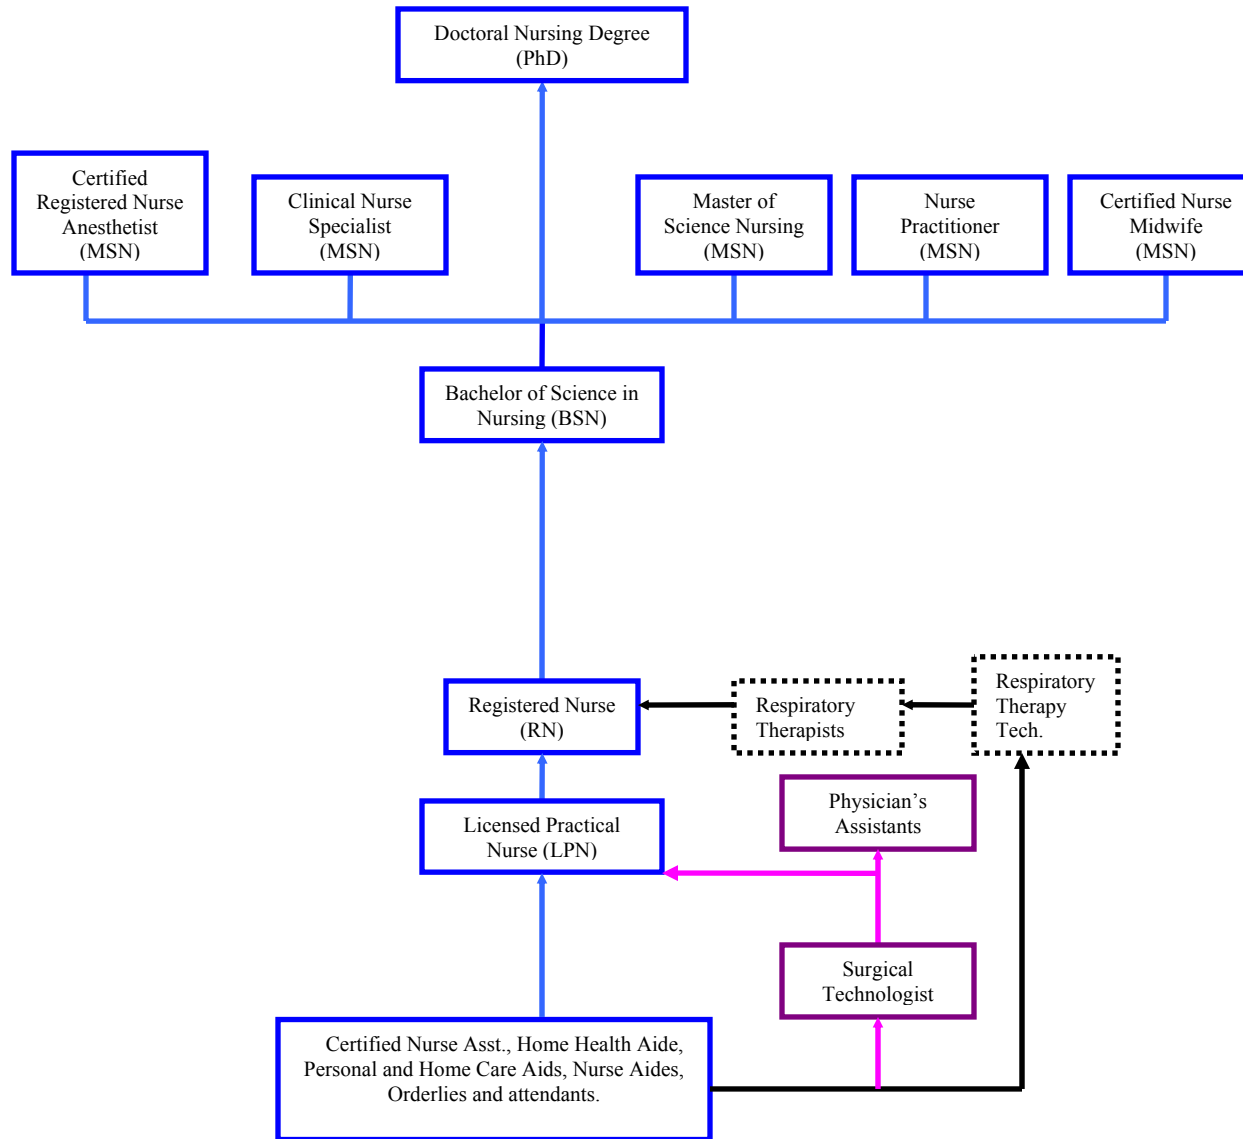 Doctoral Nursing Degree
(PhD)
Certified
Registered Nurse
Anesthetist
(MSN)
Clinical Nurse
Specialist
(MSN)
Master of
Science Nursing
(MSN)
Nurse
Practitioner
(MSN)
Certified Nurse
Midwife
(MSN)
Bachelor of Science in
Nursing (BSN)
Registered Nurse
(RN)
Respiratory
Therapists
Respiratory
Therapy
Tech.
Licensed Practical
Nurse (LPN)
Physician’s
Assistants
Surgical
Technologist
Certified Nurse Asst., Home Health Aide,
Personal and Home Care Aids, Nurse Aides,
Orderlies and attendants.